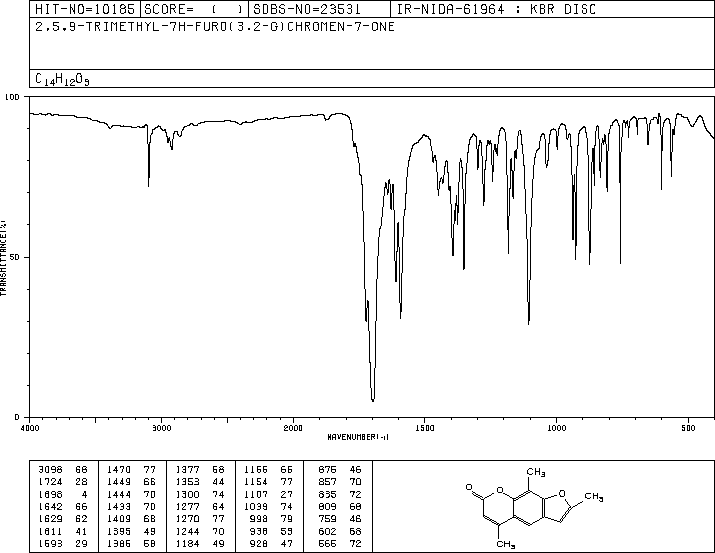 HIT-NO=10185 SCORE= ( ) SDBS-NO=23531 IR-NIDA-61964 : KBR DISC
2,5,9-TRIMETHYL-7H-FURO(3,2-G)CHROMEN-7-ONE
C14H12O3
100
50
0
TRANSMITTANCE(%)
4000 3000 2000 1500 1000 500
WAVENUMBER(-1)
3098 68 1470 77 1377 58 1166 66 875 46
1724 28 1449 66 1353 44 1154 77 857 70
1698 4 1444 70 1300 74 1107 27 835 72
1642 66 1433 70 1277 64 1039 74 809 68
1629 62 1409 68 1270 77 998 79 759 46
1611 41 1395 49 1244 70 938 53 602 68
1593 29 1386 58 1184 49 928 47 566 72
CH3
O O O CH3
CH3